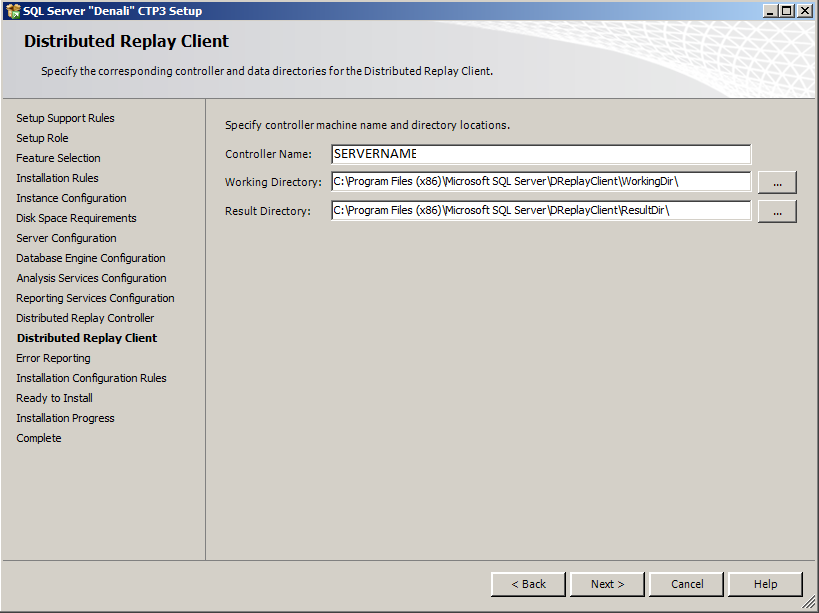 SQL Server "Denali" CTP3 Setup
Distributed Replay Client
Specify the corresponding controller and data directories for the Distributed Replay Client.
Setup Support Rules
Setup Role
Feature Selection
Installation Rules
Instance Configuration
Disk Space Requirements
Server Configuration
Database Engine Configuration
Analysis Services Configuration
Reporting Services Configuration
Distributed Replay Controller
Distributed Replay Client
Error Reporting
Installation Configuration Rules
Ready to Install
Installation Progress
Complete
Specify controller machine name and directory locations.
Controller Name: SERVERNAME
Working Directory: C:\Program Files (x86)\Microsoft SQL Server\DReplayClient\WorkingDir\ ...
Result Directory: C:\Program Files (x86)\Microsoft SQL Server\DReplayClient\ResultDir\ ...
< Back Next > Cancel Help